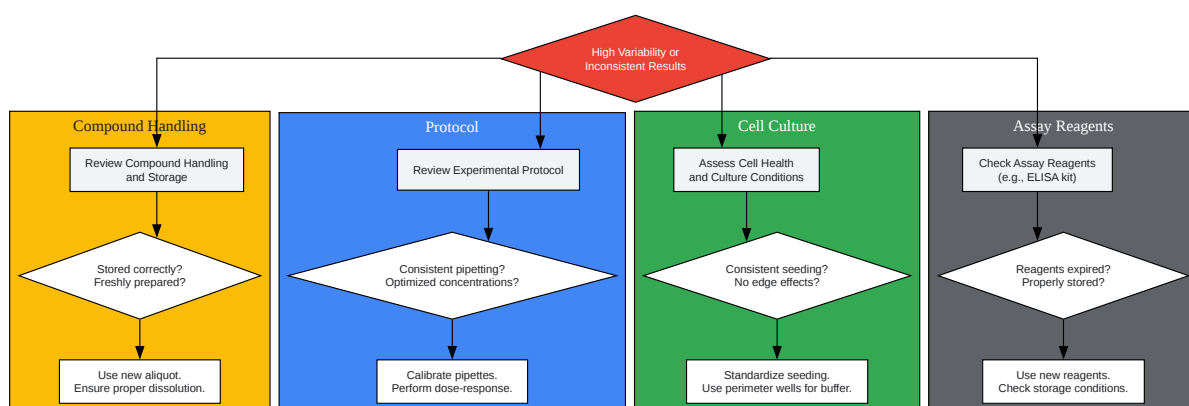 High Variability or
Inconsistent Results
Compound Handling
Review Compound Handling
and Storage
Stored correctly?
Freshly prepared?
Use new aliquot.
Ensure proper dissolution.
Protocol
Review Experimental Protocol
Consistent pipetting?
Optimized concentrations?
Calibrate pipettes.
Perform dose-response.
Cell Culture
Assess Cell Health
and Culture Conditions
Consistent seeding?
No edge effects?
Standardize seeding.
Use perimeter wells for buffer.
Assay Reagents
Check Assay Reagents
(e.g., ELISA kit)
Reagents expired?
Properly stored?
Use new reagents.
Check storage conditions.